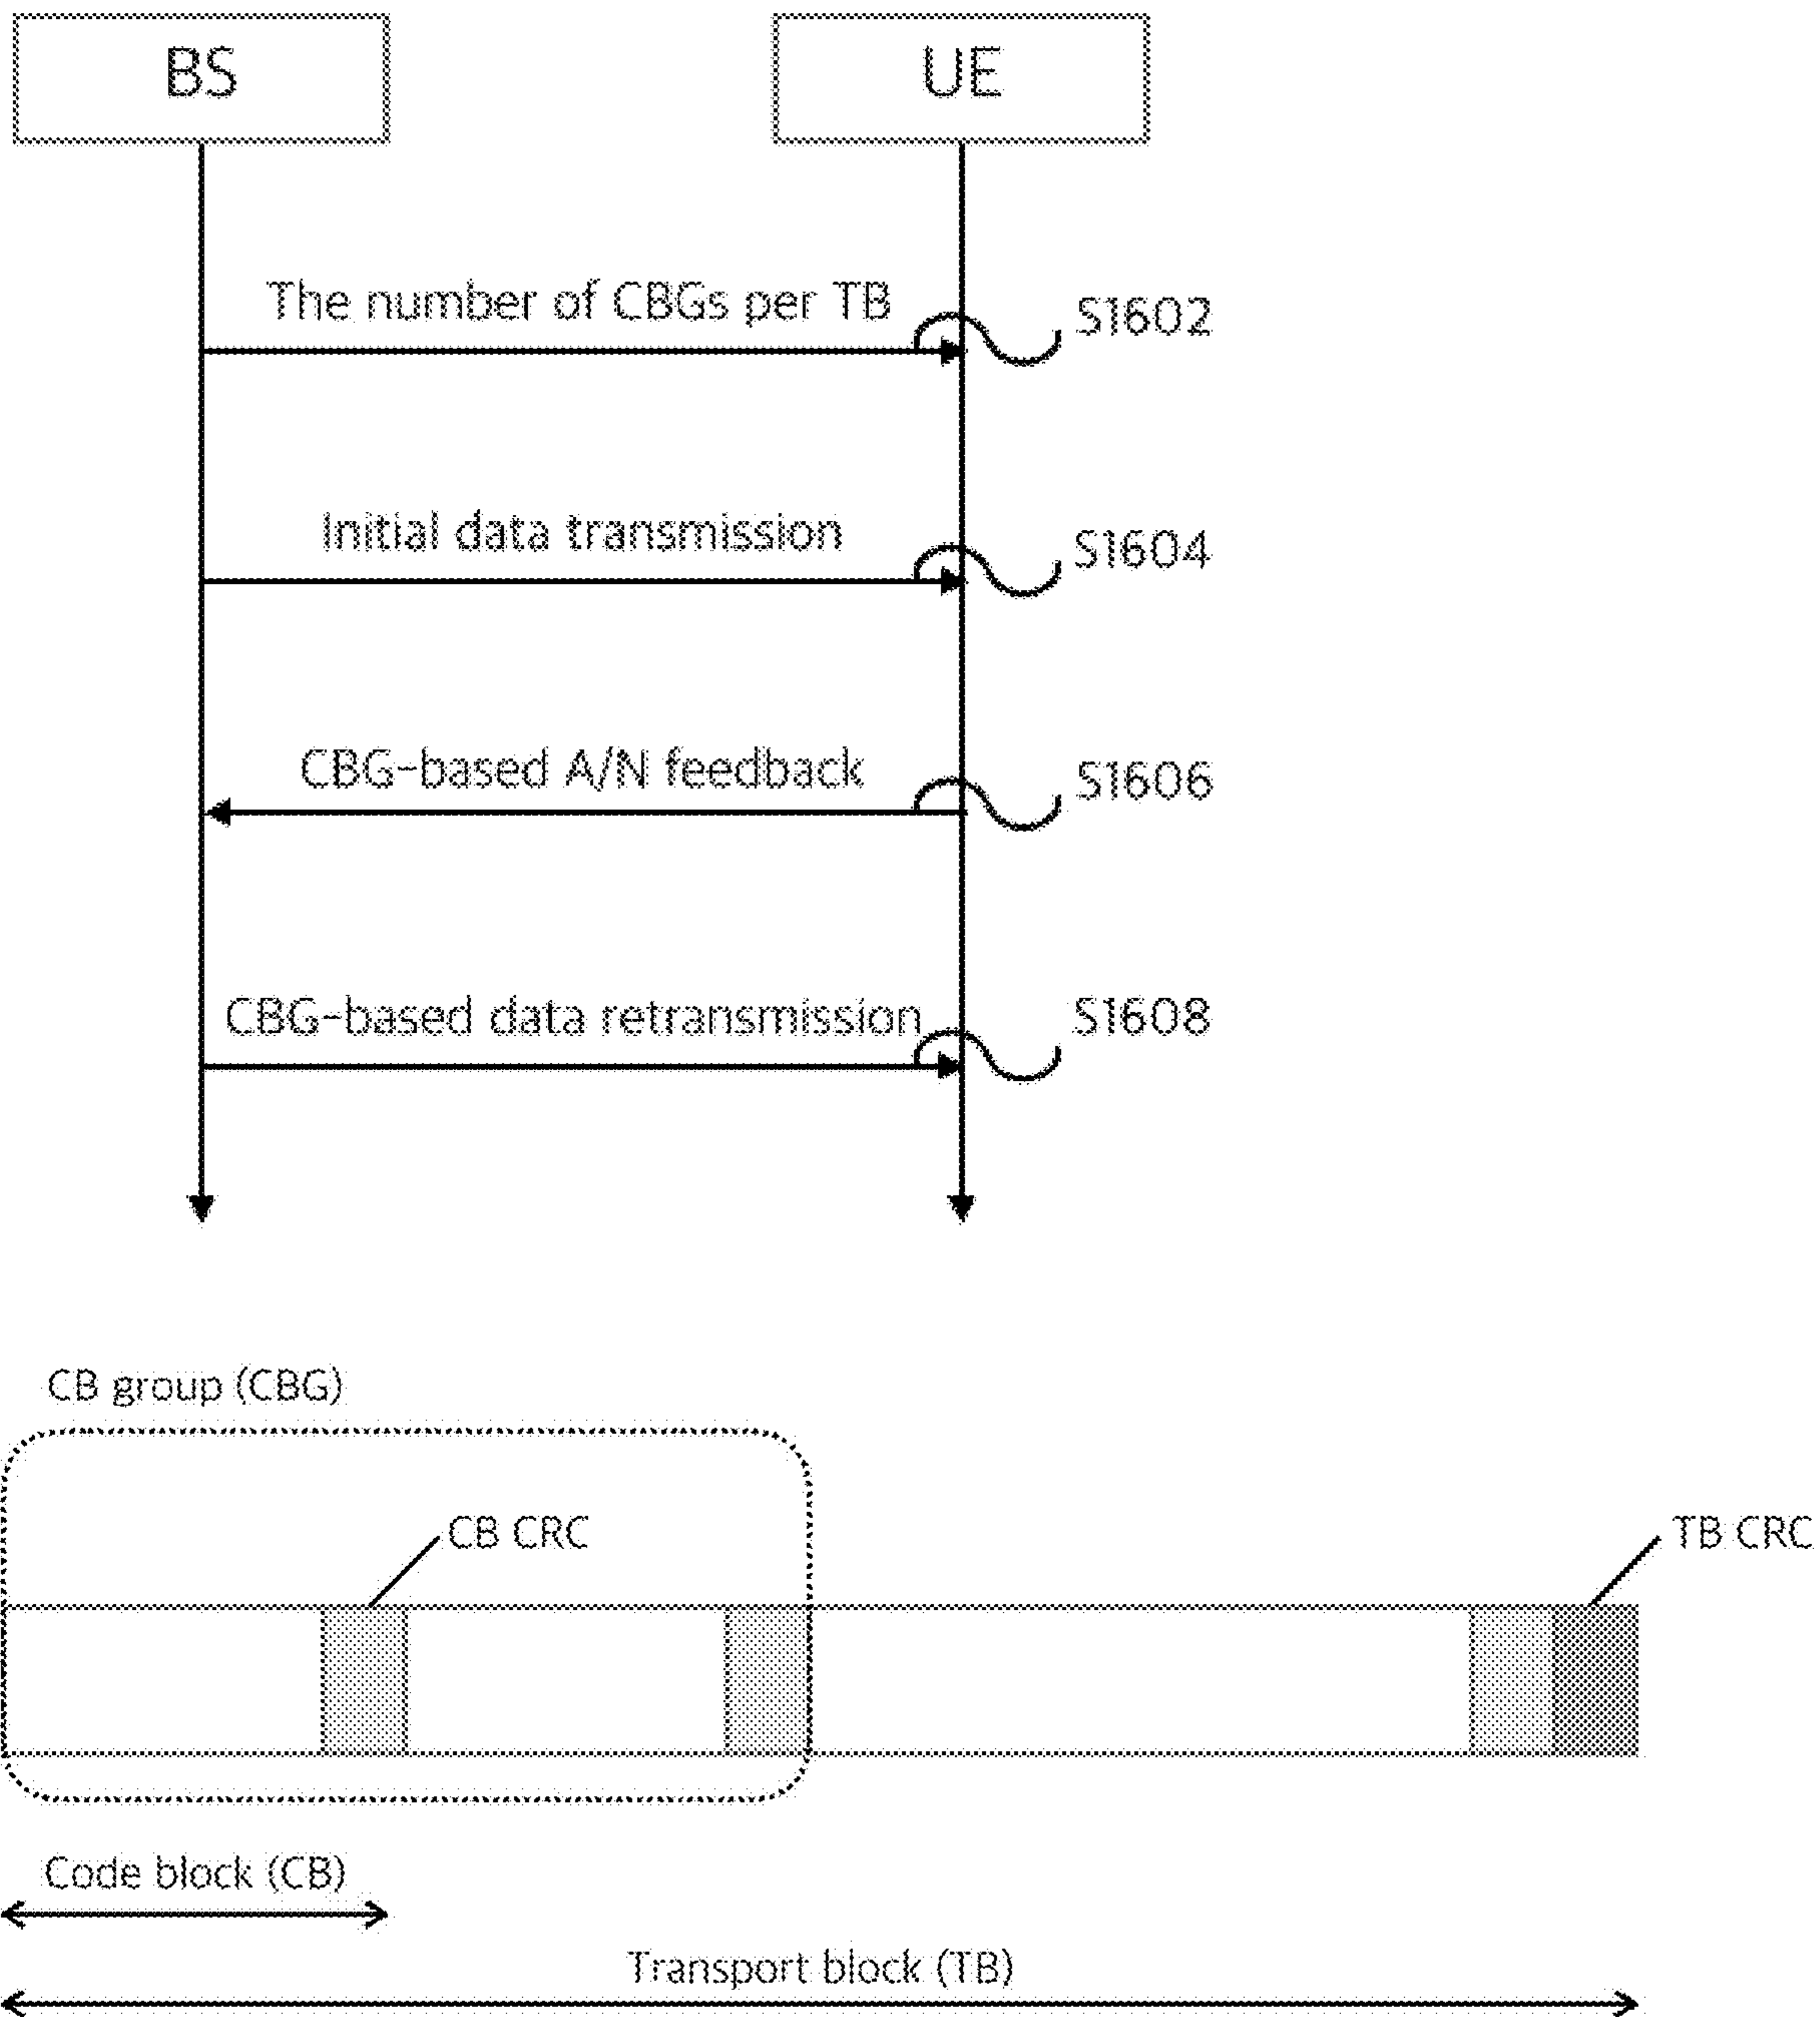 BS
UE
The number of CBGs per TB
S1602
Initial data transmission
S1604
CBG-based A/N feedback
S1606
CBG-based data retransmission
S1608
CB group (CBG)
CB CRC
TB CRC
Code block (CB)
Transport block (TB)